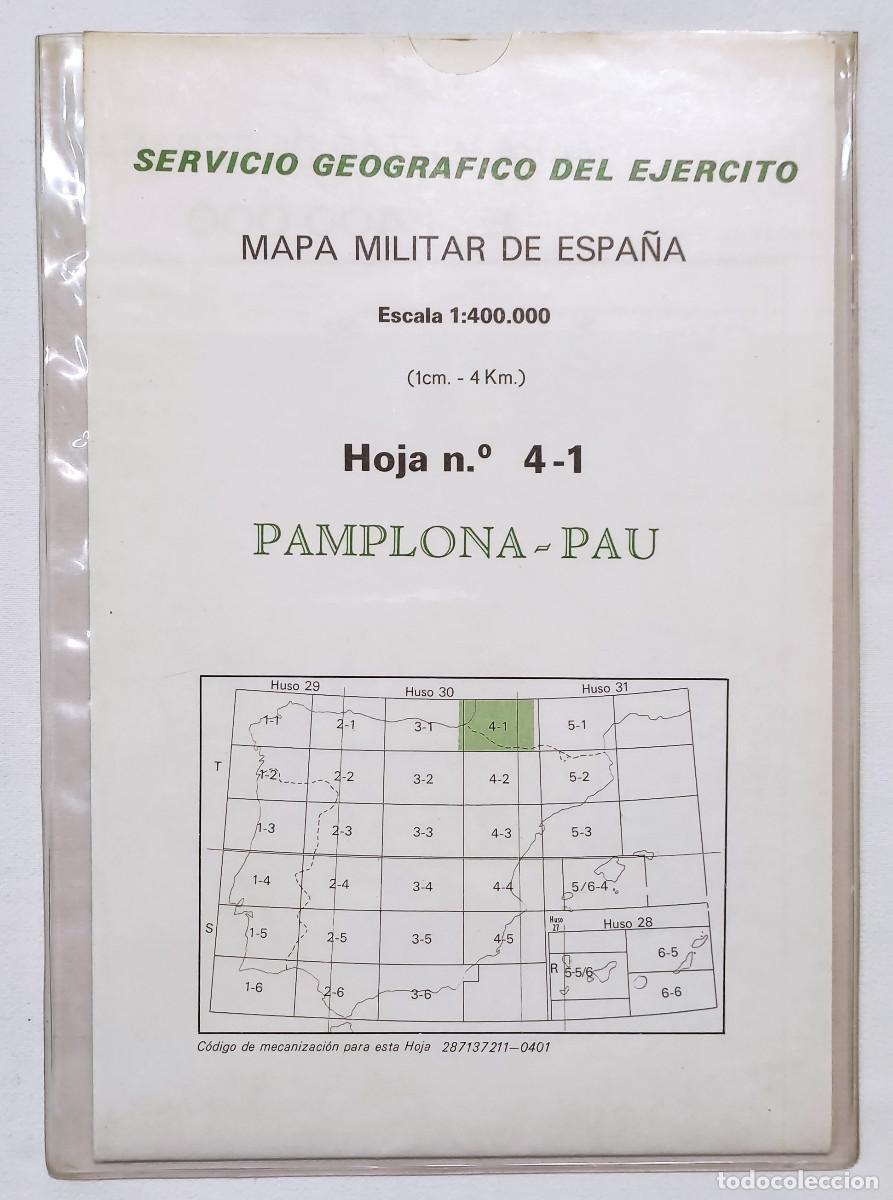 SERVICIO GEOGRAFICO DEL EJERCITO
MAPA MILITAR DE ESPAÑA
Escala 1:400.000
(1cm. - 4 Km.)
Hoja n.º 4-1
PAMPLONA - PAU
Huso 29 Huso 30 Huso 31
1-1 2-1 3-1 4-1 5-1
T
1-2 2-2 3-2 4-2 5-2
1-3 2-3 3-3 4-3 5-3
1-4 2-4 3-4 4-4 5/6-4
Huso 27 Huso 28
S
1-5 2-5 3-5 4-5 6-5
R 5-5/6
1-6 2-6 3-6 6-6
Código de mecanización para esta Hoja 287137211-0401
todocoleccion